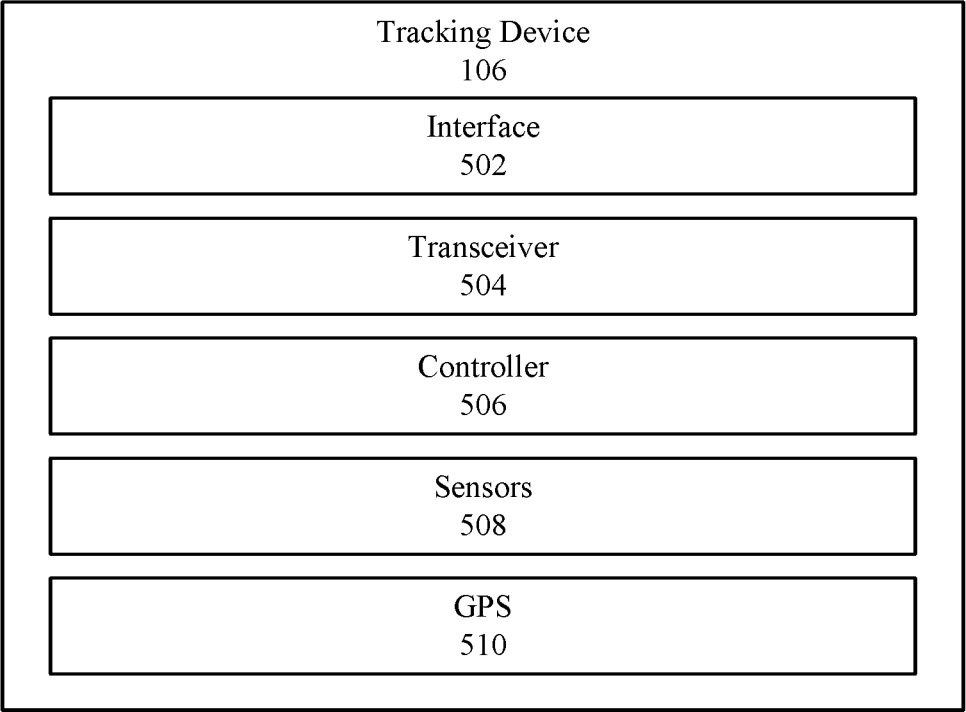 Tracking Device
106
Interface
502
Transceiver
504
Controller
506
Sensors
508
GPS
510